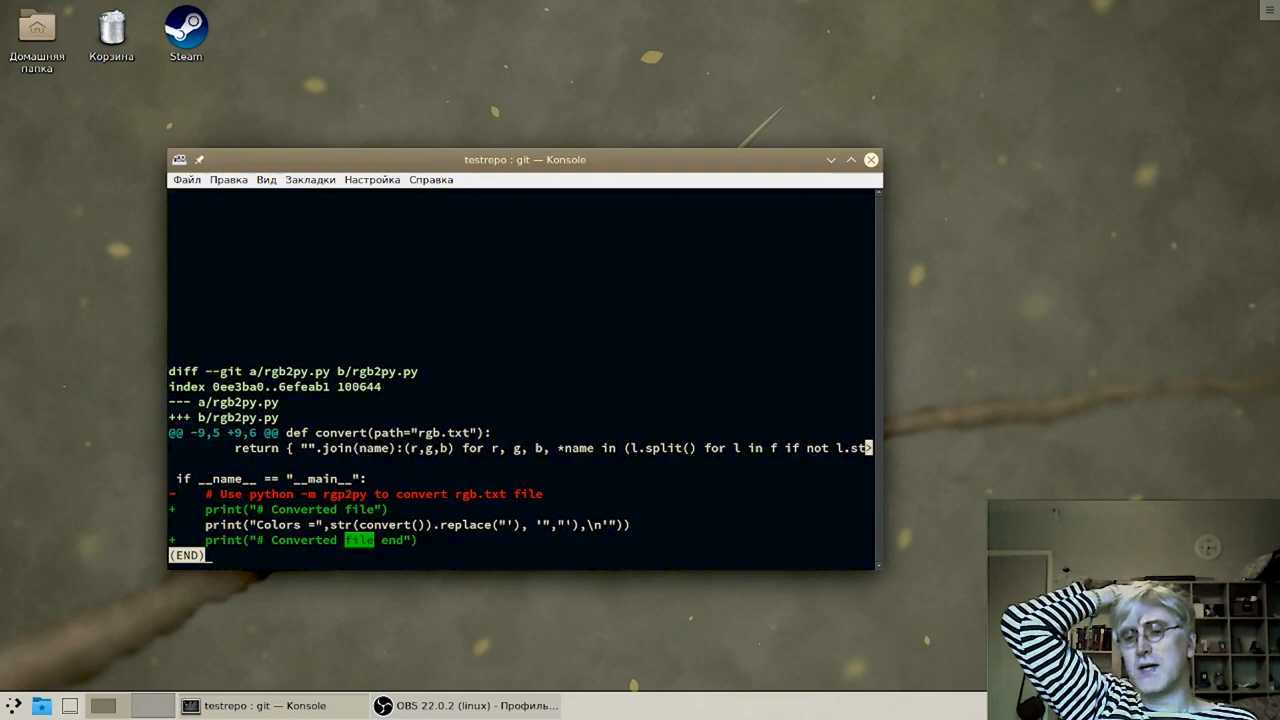 Домашняя
папка
Корзина
Steam
testrepo : git — Konsole
Файл Правка Вид Закладки Настройка Справка
diff --git a/rgb2py.py b/rgb2py.py
index 0ee3ba0..6efeab1 100644
--- a/rgb2py.py
+++ b/rgb2py.py
@@ -9,5 +9,6 @@ def convert(path="rgb.txt"):
         return { "".join(name):(r,g,b) for r, g, b, *name in (l.split() for l in f if not l.st>
 if __name__ == "__main__":
-    # Use python -m rgp2py to convert rgb.txt file
+    print("# Converted file")
     print("Colors =",str(convert()).replace("'), '","'),\n'"))
+    print("# Converted file end")
(END)
testrepo : git — Konsole
OBS 22.0.2 (linux) - Профиль...